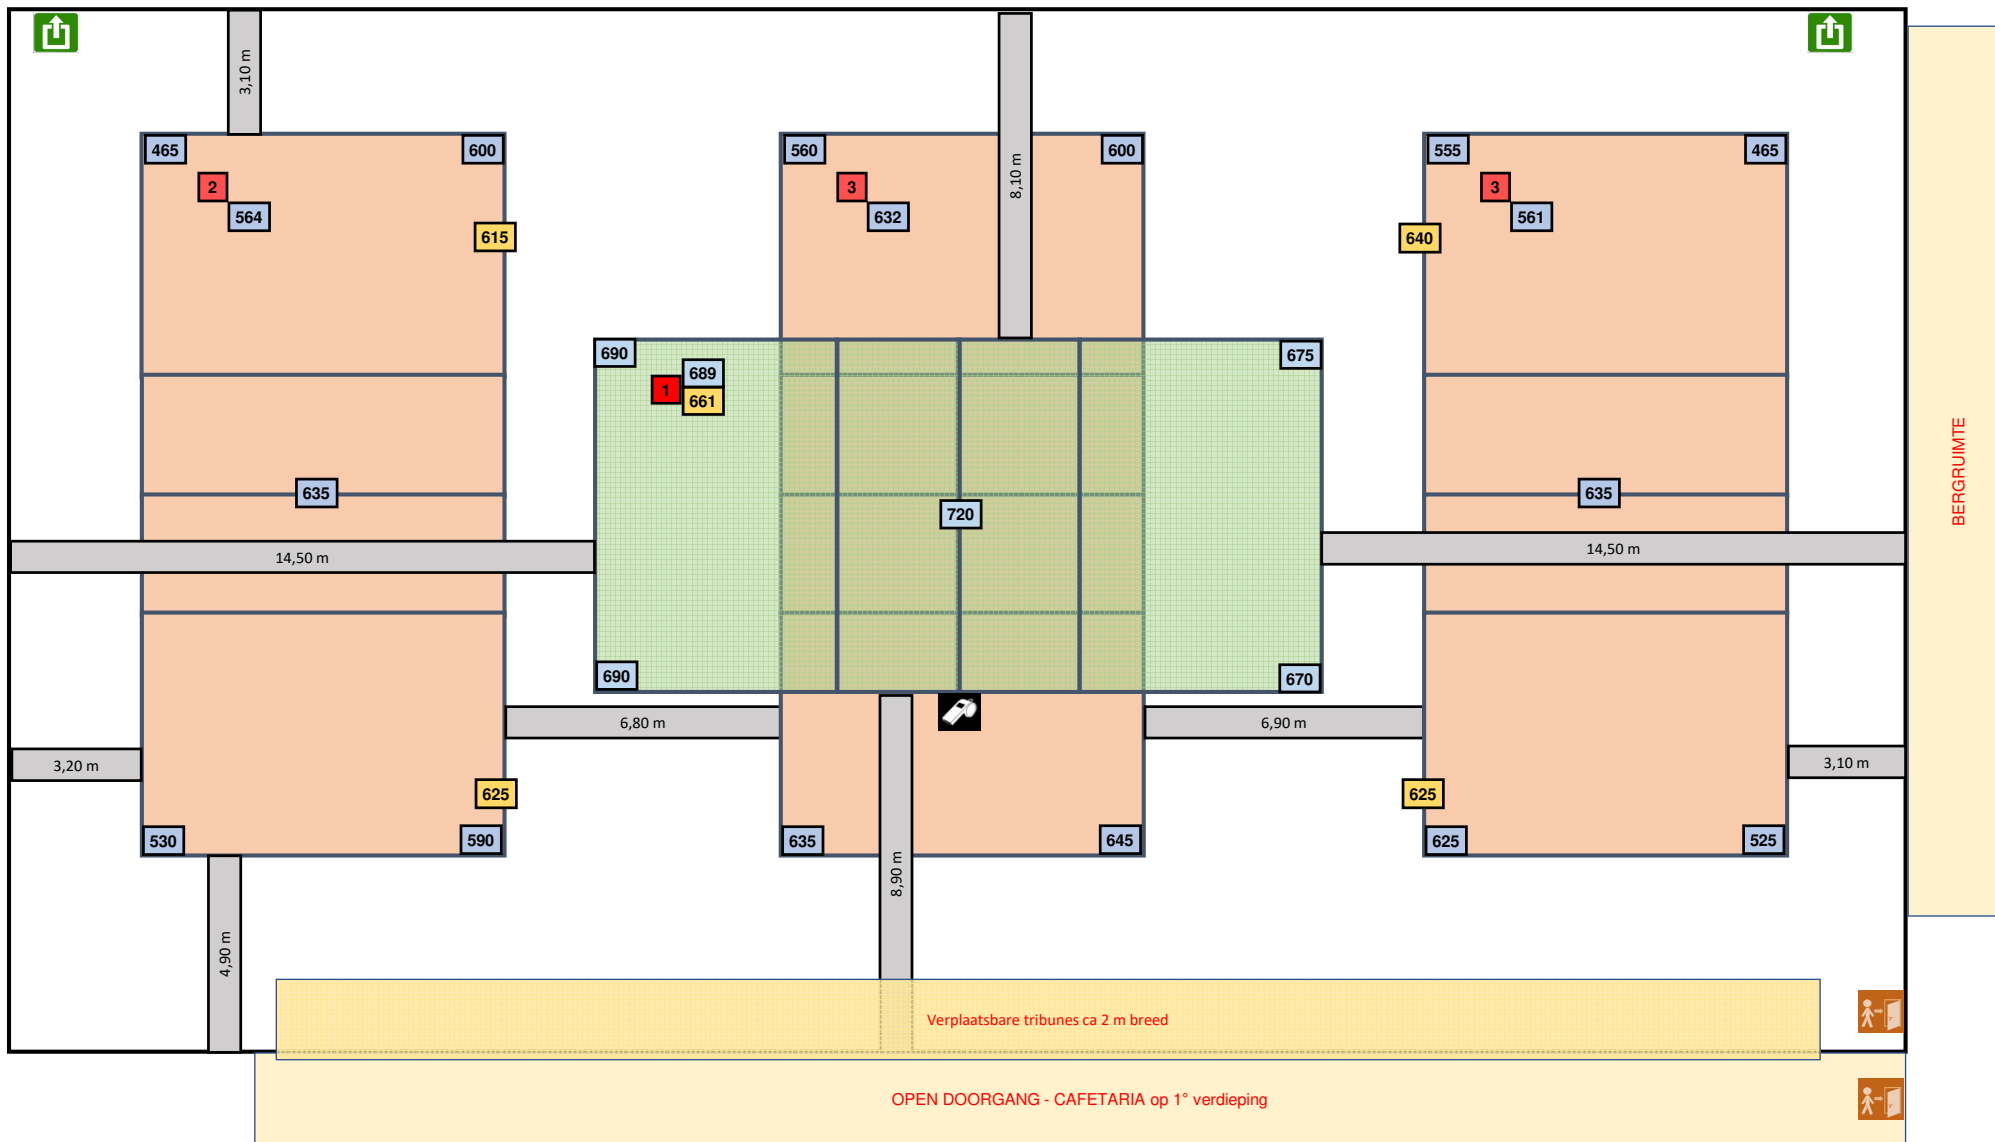 3,10 m
8,10 m
465
600
560
600
555
465
2
564
3
632
3
561
615
640
690
675
689
1
661
635
720
635
14,50 m
14,50 m
690
670
6,80 m
6,90 m
3,20 m
3,10 m
625
625
530
590
635
645
625
525
8,90 m
4,90 m
BERGRUIMTE
Verplaatsbare tribunes ca 2 m breed
OPEN DOORGANG - CAFETARIA op 1° verdieping